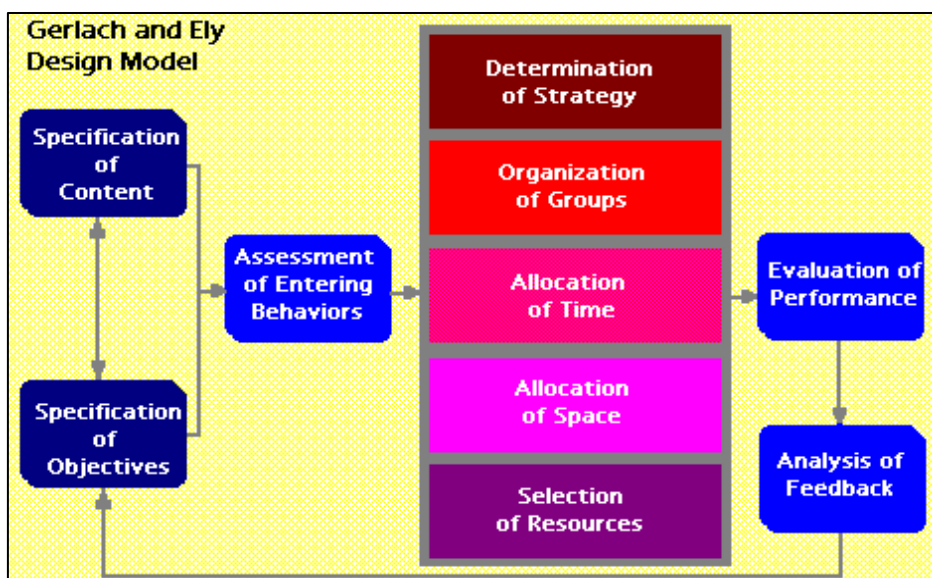 Gerlach and Ely
Design Model
Specification
of
Content
Specification
of
Objectives
Assessment
of Entering
Behaviors
Determination
of Strategy
Organization
of Groups
Allocation
of Time
Allocation
of Space
Selection
of Resources
Evaluation of
Performance
Analysis of
Feedback